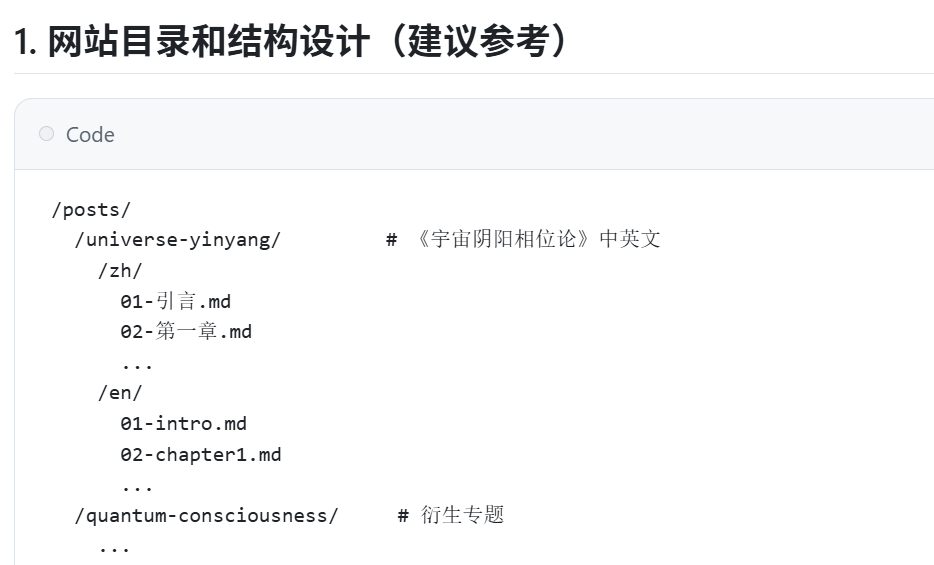 1. 网站目录和结构设计（建议参考）
Code
/posts/
/universe-yinyang/ # 《宇宙阴阳相位论》中英文
/zh/
01-引言.md
02-第一章.md
...
/en/
01-intro.md
02-chapter1.md
...
/quantum-consciousness/ # 衍生专题
...